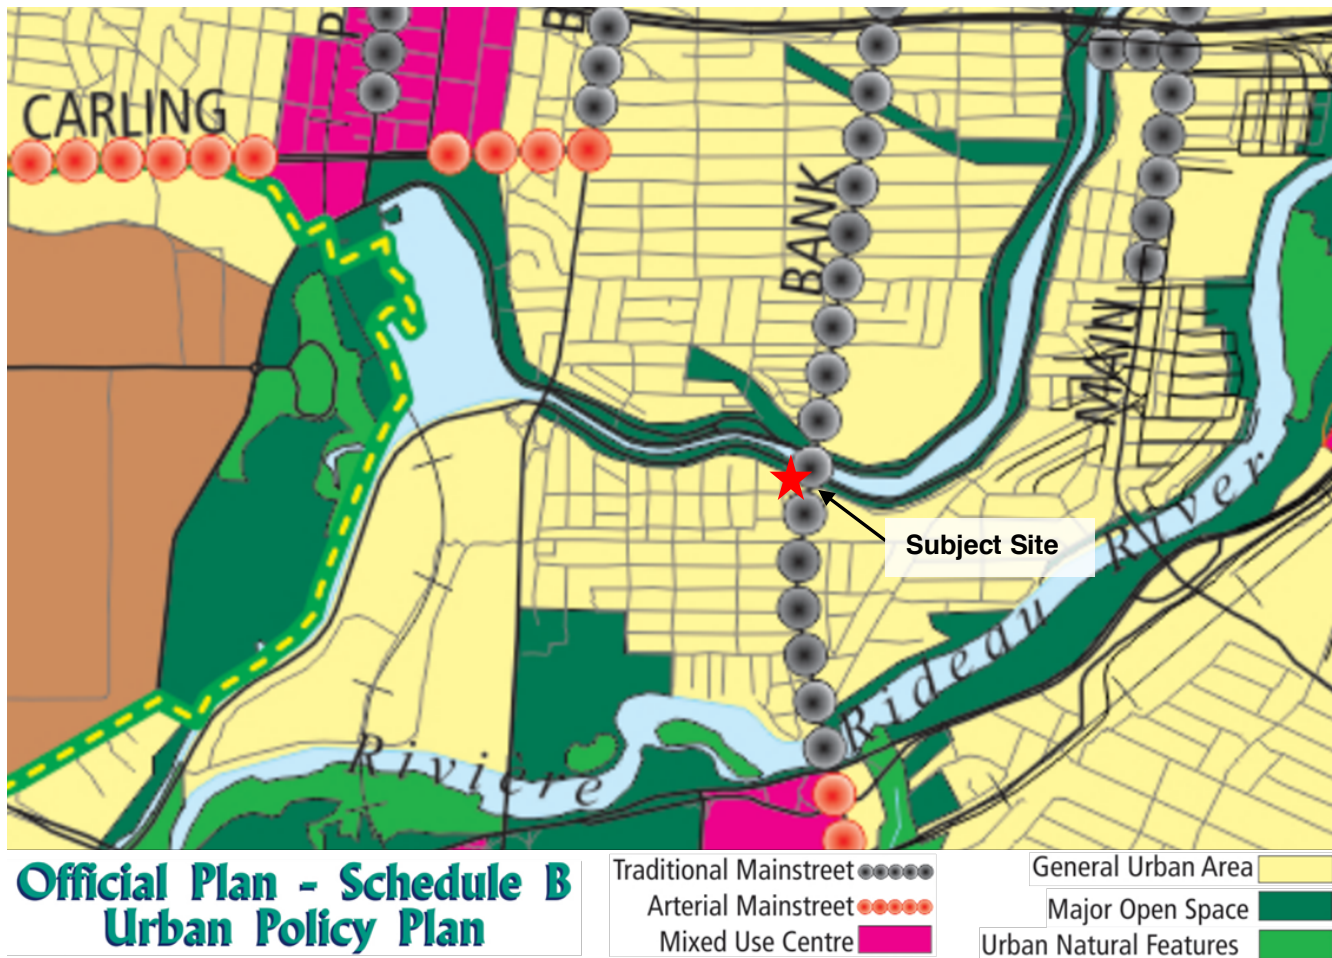 CARLING
BANK
MAIN
Subject Site
Rideau River
Rivière
Official Plan - Schedule B
Urban Policy Plan
Traditional Mainstreet
Arterial Mainstreet
Mixed Use Centre
General Urban Area
Major Open Space
Urban Natural Features